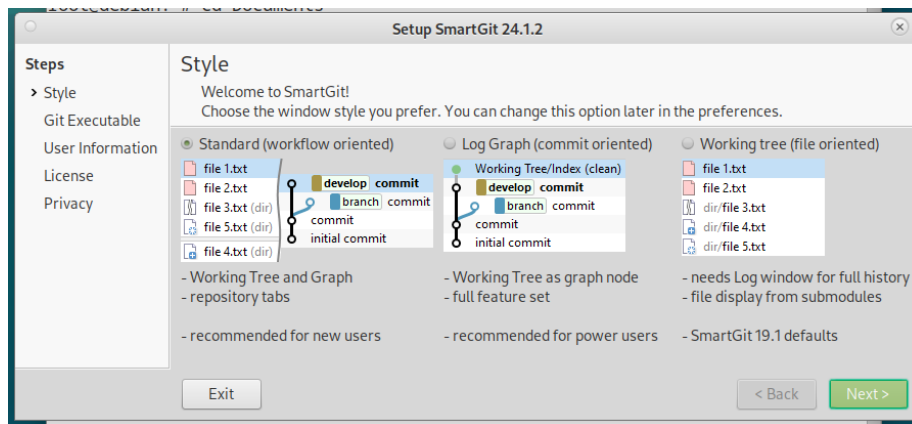 root@debian: # cd Documents
Setup SmartGit 24.1.2
Steps
Style
Git Executable
User Information
License
Privacy
Style
Welcome to SmartGit!
Choose the window style you prefer. You can change this option later in the preferences.
Standard (workflow oriented)
file 1.txt
file 2.txt
file 3.txt (dir)
file 5.txt (dir)
file 4.txt (dir)
develop commit
branch commit
commit
initial commit
- Working Tree and Graph
- repository tabs
- recommended for new users
Log Graph (commit oriented)
Working Tree/Index (clean)
develop commit
branch commit
commit
initial commit
- Working Tree as graph node
- full feature set
- recommended for power users
Working tree (file oriented)
file 1.txt
file 2.txt
dir/file 3.txt
dir/file 4.txt
dir/file 5.txt
- needs Log window for full history
- file display from submodules
- SmartGit 19.1 defaults
Exit
< Back
Next >